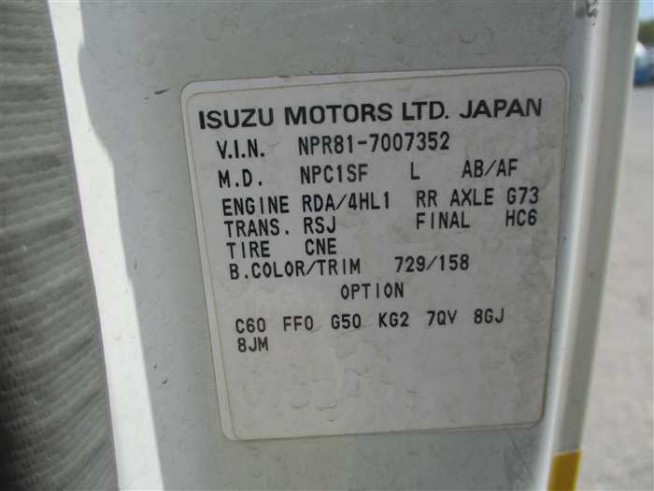 ISUZU MOTORS LTD. JAPAN
V.I.N. NPR81-7007352
M.D. NPC1SF L AB/AF
ENGINE RDA/4HL1 RR AXLE G73
TRANS. RSJ FINAL HC6
TIRE CNE
B.COLOR/TRIM 729/158
OPTION
C60 FF0 G50 KG2 7QV 8GJ
8JM